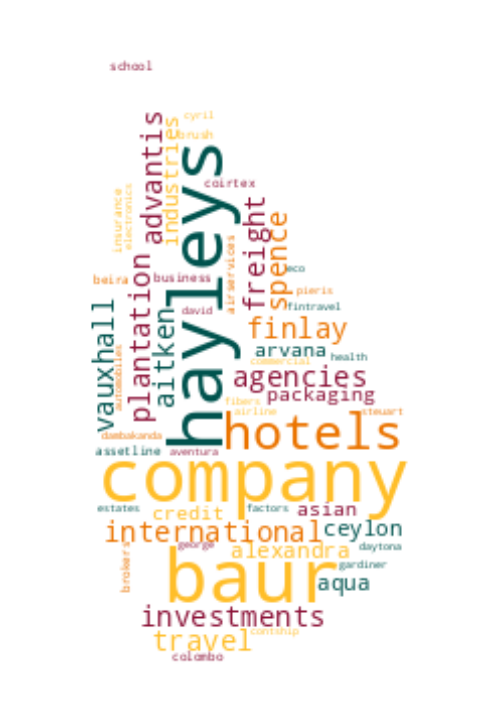 school
cyril
brush
industries
advantis
hayleys
coirtex
insurance
electronics
freight
spence
airservices
eco
beira
business
plantation
pieris
fintravel
david
aitken
vauxhall
automobiles
finlay
arvana
health
commercial
agencies
packaging
fibers
airline
steuart
hotels
dambakanda
assetline
aventura
company
estates
credit
factors
asian
international
ceylon
george
alexandra
daytona
brokers
baur
gardiner
aqua
investments
travel
contship
colombo